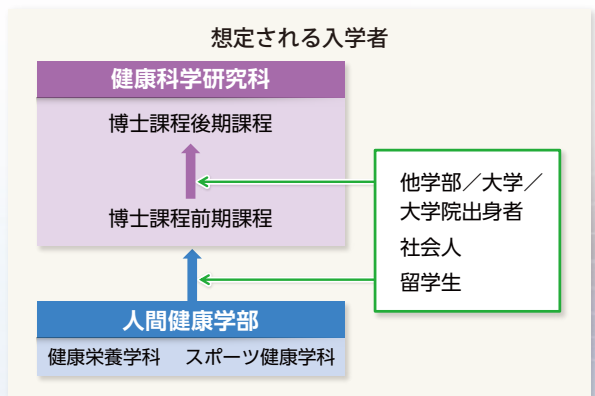 想定される入学者
健康科学研究科
博士課程後期課程
博士課程前期課程
他学部／大学／
大学院出身者
社会人
留学生
人間健康学部
健康栄養学科 スポーツ健康学科